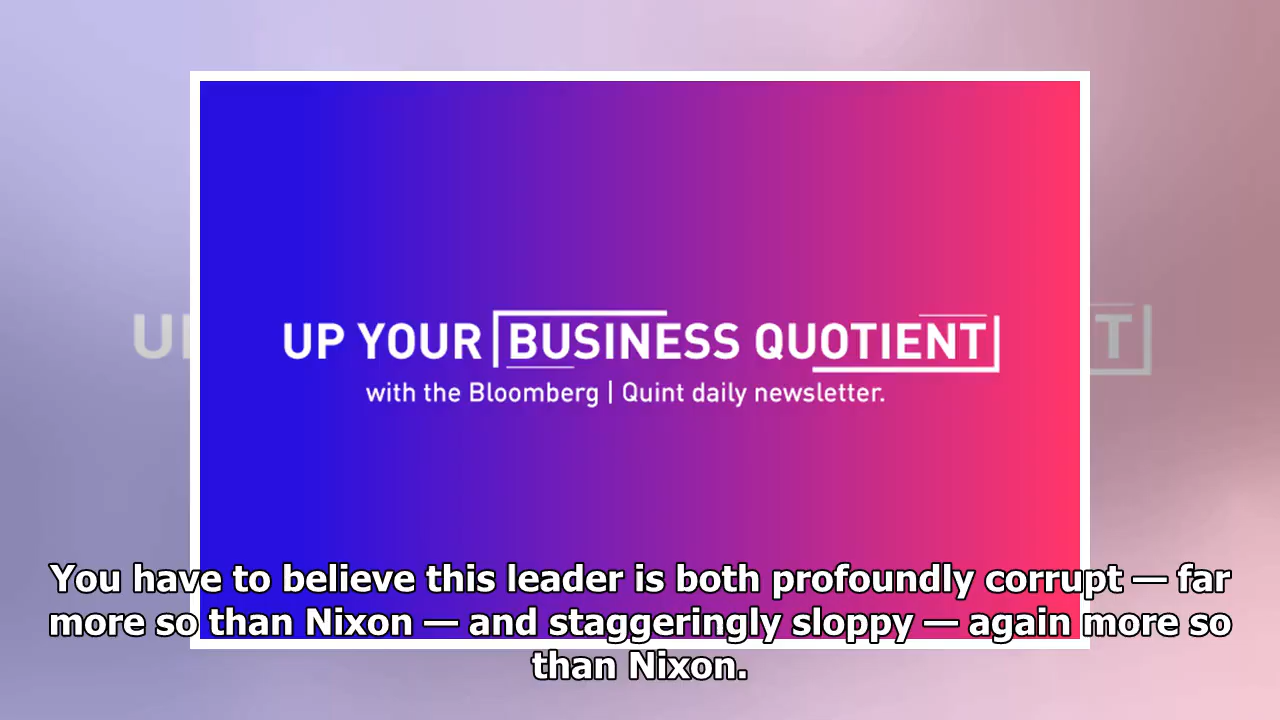 UP YOUR BUSINESS QUOTIENT
with the Bloomberg | Quint daily newsletter.
You have to believe this leader is both profoundly corrupt — far
more so than Nixon — and staggeringly sloppy — again more so
than Nixon.